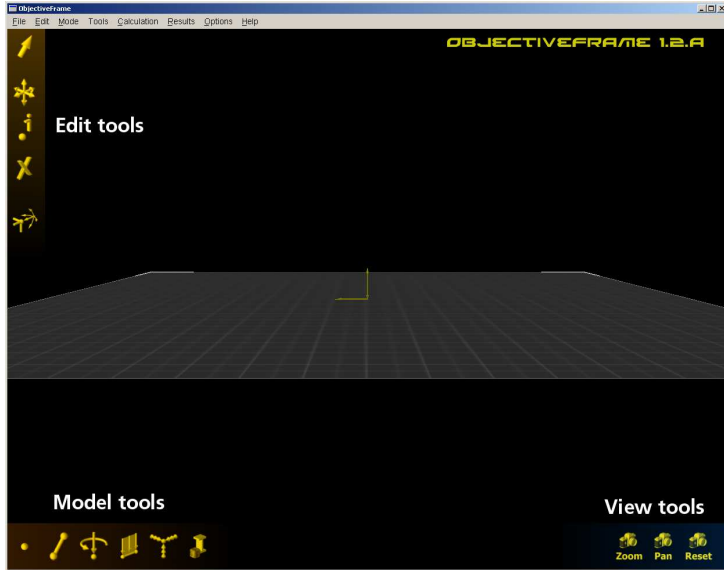 ObjectiveFrame
File Edit Mode Tools Calculation Results Options Help
OBJECTIVEFRAME 1.2.A
Edit tools
Model tools
View tools
Zoom Pan Reset